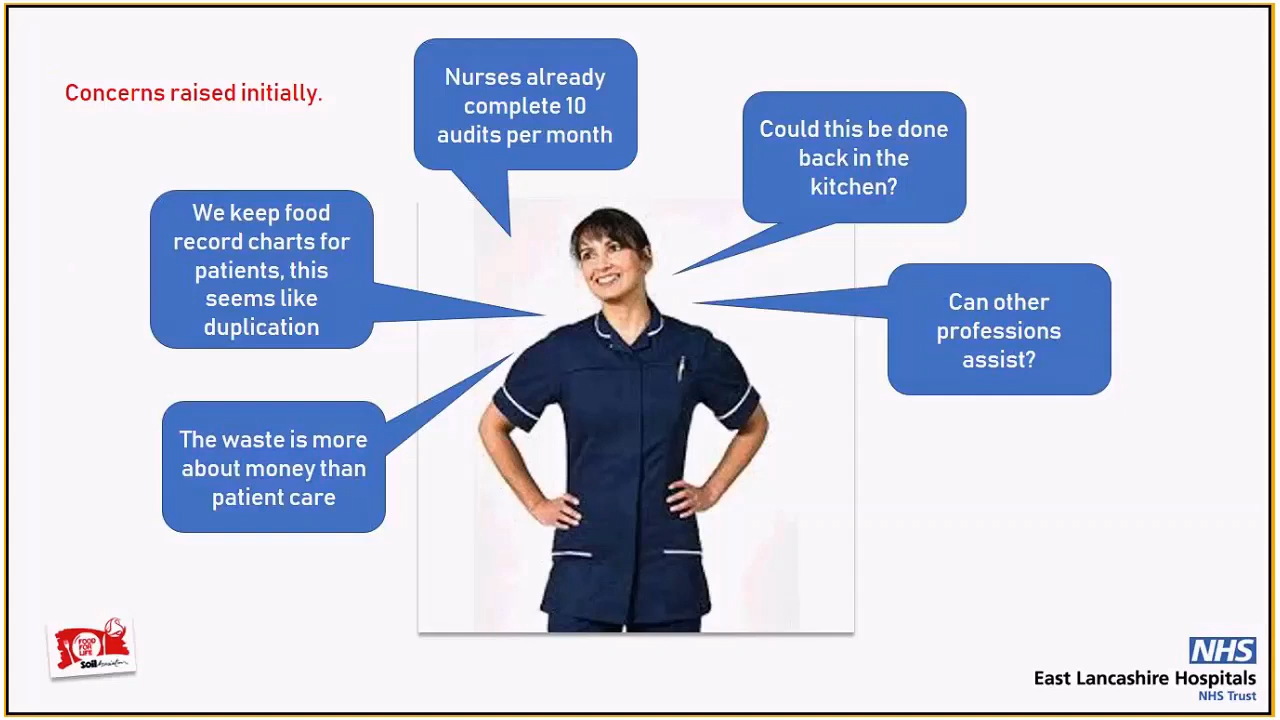 Concerns raised initially.
Nurses already
complete 10
audits per month
Could this be done
back in the
kitchen?
We keep food
record charts for
patients, this
seems like
duplication
Can other
professions
assist?
The waste is more
about money than
patient care
FOOD
FOR
LIFE
Soil Association
NHS
East Lancashire Hospitals
NHS Trust